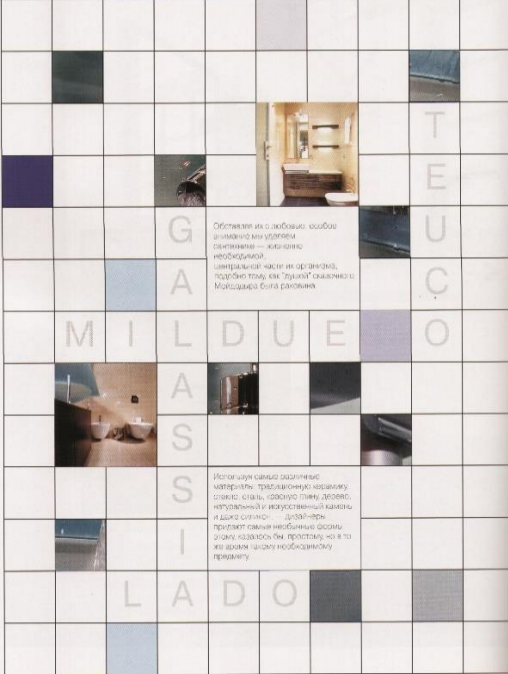 TEUCO
GALASSIA
Обставляя их с любовью, особое
внимание мы уделяем
сантехнике — жизненно
необходимой,
центральной части их организма,
подобно тому, как "душой" сказочного
Мойдодыра была раковина.
MILDUE
Используя самые различные
материалы: традиционную керамику,
стекло, сталь, красную глину, дерево,
натуральный и искусственный камень
и даже силикон, — дизайнеры
придают самые необычные формы
этому, казалось бы, простому, но в то
же время такому необходимому
предмету.
LADO